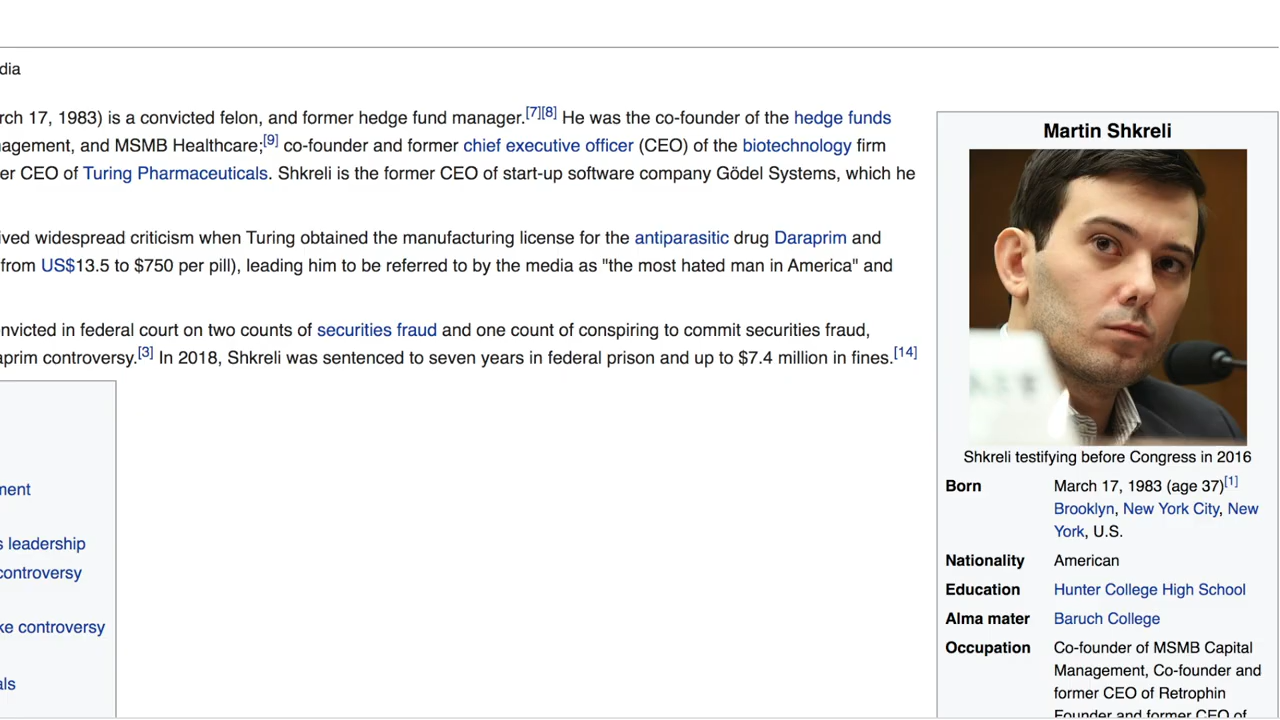 dia
rch 17, 1983) is a convicted felon, and former hedge fund manager.[7][8] He was the co-founder of the hedge funds
agement, and MSMB Healthcare;[9] co-founder and former chief executive officer (CEO) of the biotechnology firm
er CEO of Turing Pharmaceuticals. Shkreli is the former CEO of start-up software company Gödel Systems, which he
ived widespread criticism when Turing obtained the manufacturing license for the antiparasitic drug Daraprim and
from US$13.5 to $750 per pill), leading him to be referred to by the media as "the most hated man in America" and
nvicted in federal court on two counts of securities fraud and one count of conspiring to commit securities fraud,
aprim controversy.[3] In 2018, Shkreli was sentenced to seven years in federal prison and up to $7.4 million in fines.[14]
ment
s leadership
controversy
ke controversy
als
Martin Shkreli
Shkreli testifying before Congress in 2016
Born March 17, 1983 (age 37)[1]
Brooklyn, New York City, New
York, U.S.
Nationality American
Education Hunter College High School
Alma mater Baruch College
Occupation Co-founder of MSMB Capital
Management, Co-founder and
former CEO of Retrophin
Founder and former CEO of